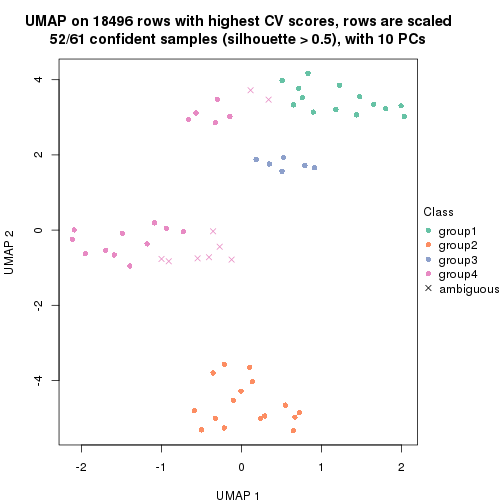 UMAP on 18496 rows with highest CV scores, rows are scaled
52/61 confident samples (silhouette > 0.5), with 10 PCs
4
2
0
-2
-4
UMAP 2
-2
-1
0
1
2
UMAP 1
Class
group1
group2
group3
group4
ambiguous